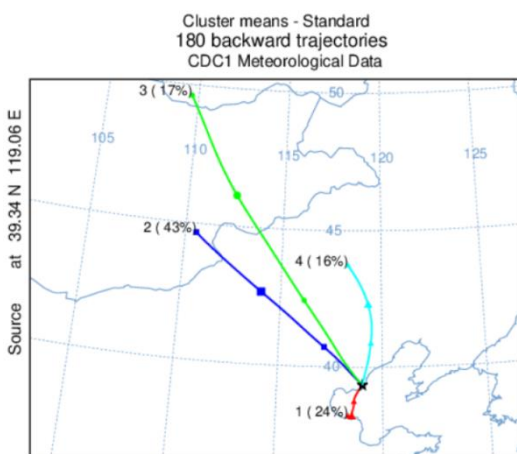 Cluster means - Standard
180 backward trajectories
CDC1 Meteorological Data
Source at 39.34 N 119.06 E
3 ( 17%)
50
105
110
115
120
125
2 ( 43%)
45
4 ( 16%)
40
1 ( 24%)